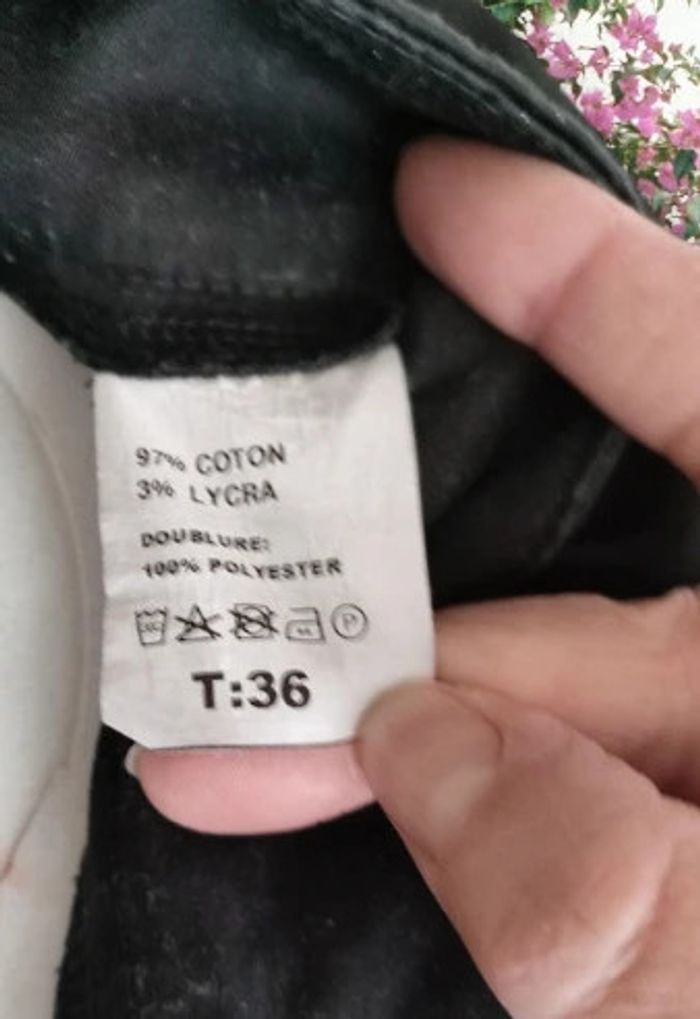 97% COTON
3% LYCRA
DOUBLURE:
100% POLYESTER
P
T:36